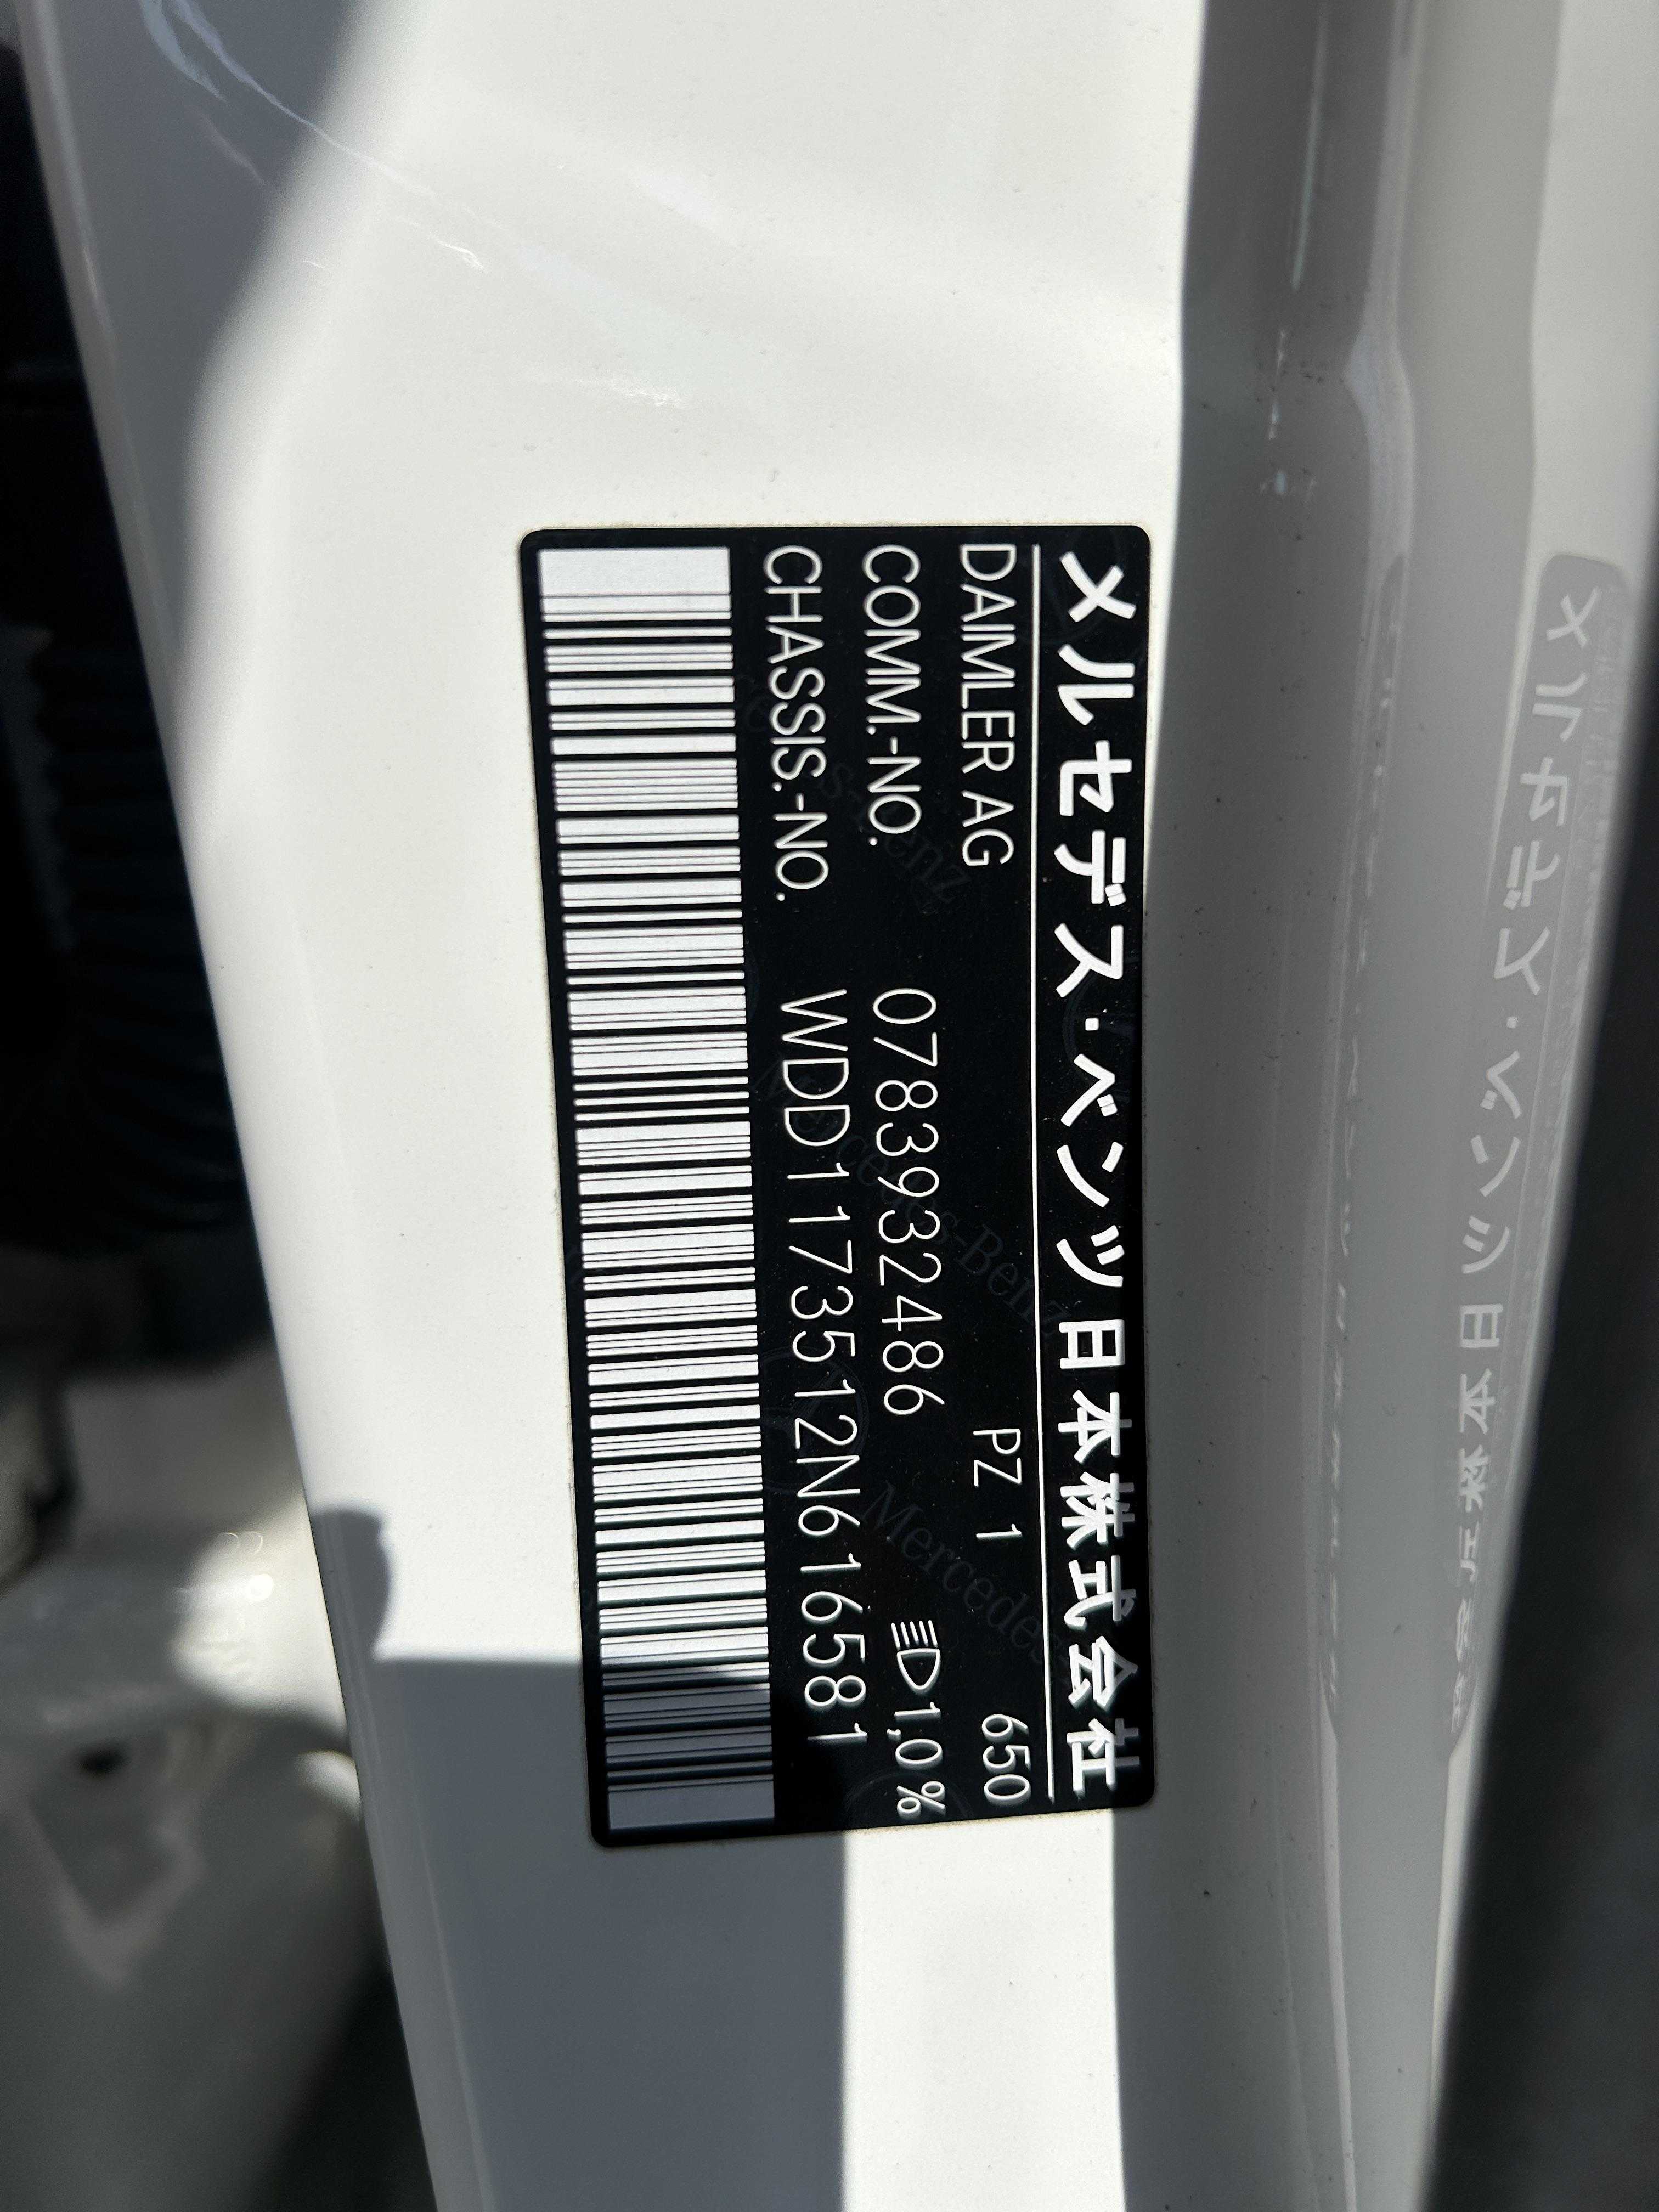 メルセデス・ベンツ日本株式会社
DAIMLER AG PZ 1 650
COMM.-NO. 0783932486 1,0%
CHASSIS.-NO. WDD1173512N616581